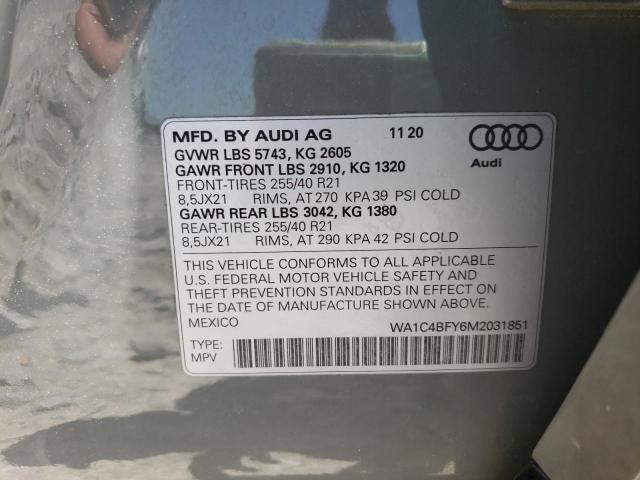 MFD. BY AUDI AG 11 20
GVWR LBS 5743, KG 2605
GAWR FRONT LBS 2910, KG 1320
FRONT-TIRES 255/40 R21
8,5JX21 RIMS, AT 270 KPA 39 PSI COLD
GAWR REAR LBS 3042, KG 1380
REAR-TIRES 255/40 R21
8,5JX21 RIMS, AT 290 KPA 42 PSI COLD
Audi
THIS VEHICLE CONFORMS TO ALL APPLICABLE
U.S. FEDERAL MOTOR VEHICLE SAFETY AND
THEFT PREVENTION STANDARDS IN EFFECT ON
THE DATE OF MANUFACTURE SHOWN ABOVE.
MEXICO WA1C4BFY6M2031851
TYPE:
MPV